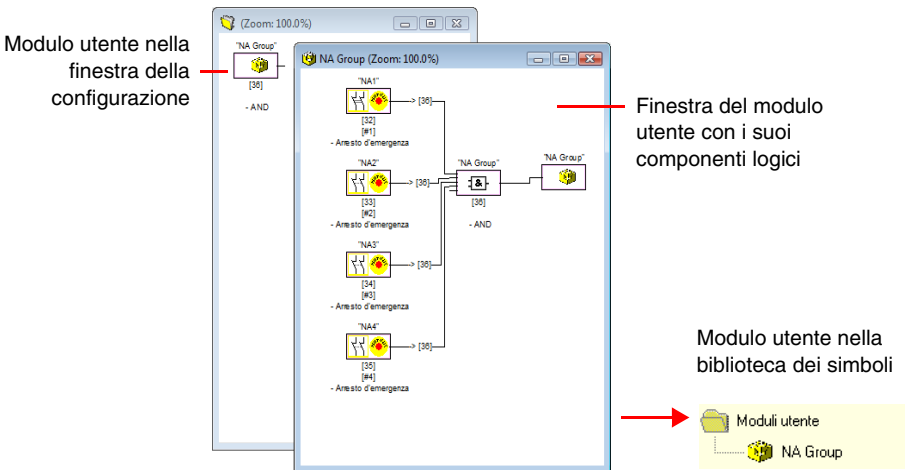 (Zoom: 100.0%)
Modulo utente nella
finestra della
configurazione
"NA Group"
[36]
- AND
NA Group (Zoom: 100.0%)
"NA1"
-> [36]
[32]
[#1]
- Arresto d'emergenza
"NA2"
-> [36]
[33]
[#2]
- Arresto d'emergenza
"NA3"
-> [36]
[34]
[#3]
- Arresto d'emergenza
"NA4"
-> [36]
[35]
[#4]
- Arresto d'emergenza
"NA Group"
&
[36]
- AND
"NA Group"
Finestra del modulo
utente con i suoi
componenti logici
Modulo utente nella
biblioteca dei simboli
Moduli utente
NA Group